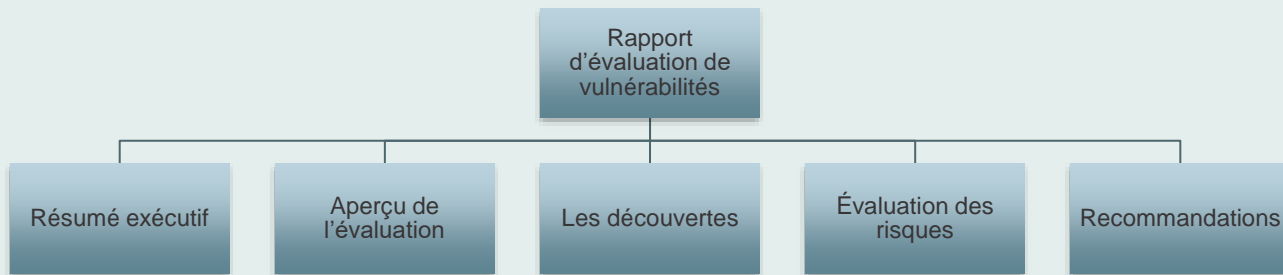 Rapport
d’évaluation de
vulnérabilités
Résumé exécutif
Aperçu de
l’évaluation
Les découvertes
Évaluation des
risques
Recommandations